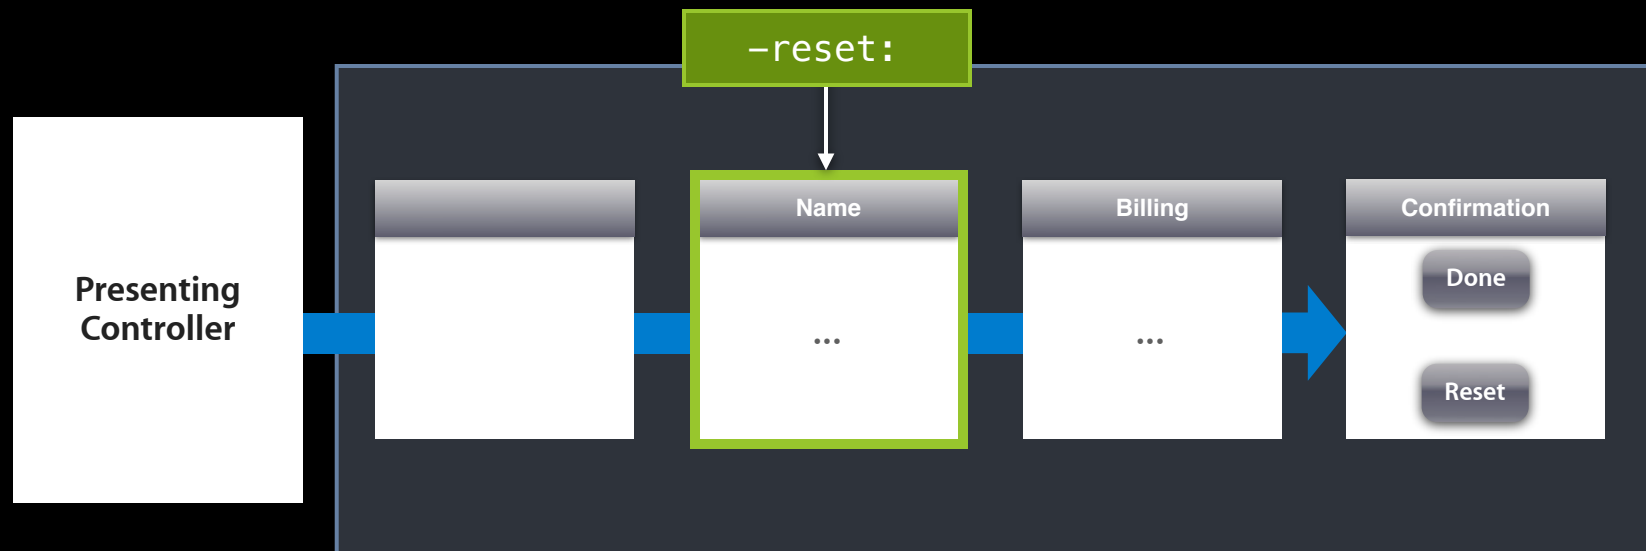 -reset:
Presenting
Controller
Name
...
Billing
...
Confirmation
Done
Reset